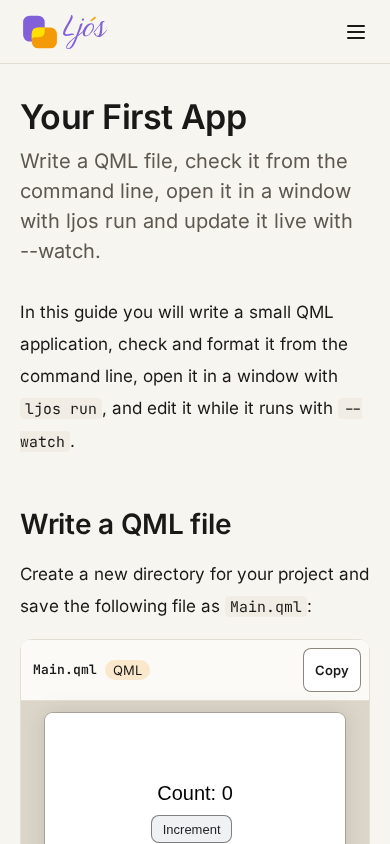 Ljós
Your First App
Write a QML file, check it from the
command line, open it in a window
with ljos run and update it live with
--watch.
In this guide you will write a small QML
application, check and format it from the
command line, open it in a window with
ljos run, and edit it while it runs with --
watch.
Write a QML file
Create a new directory for your project and
save the following file as Main.qml:
Main.qml QML Copy
Count: 0
Increment